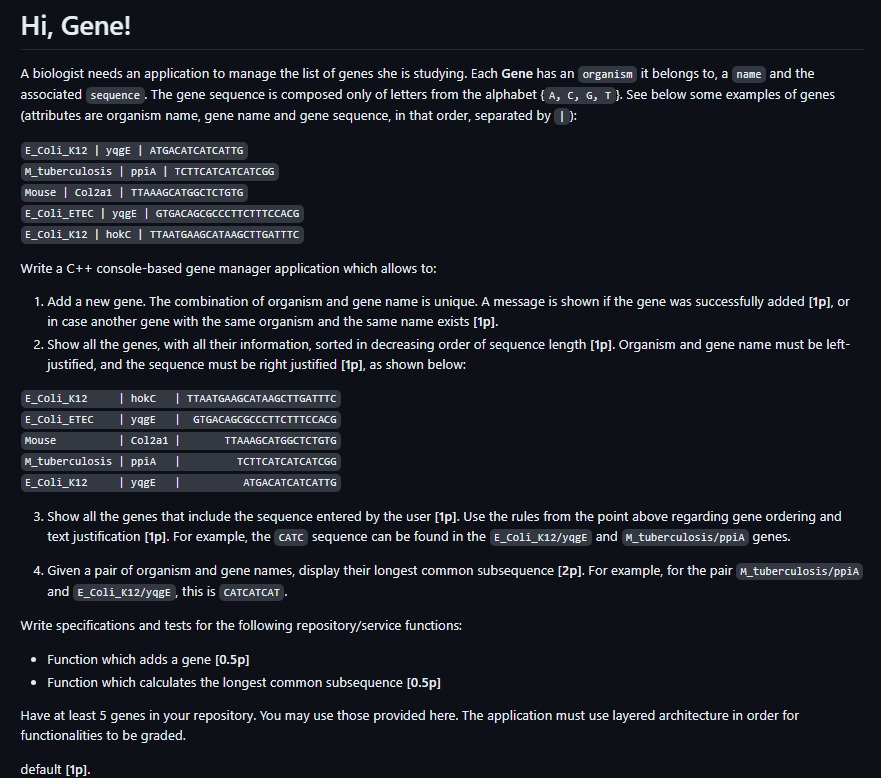 Hi, Gene!
A biologist needs an application to manage the list of genes she is studying. Each Gene has an organism it belongs to, a name and the
associated sequence. The gene sequence is composed only of letters from the alphabet { A, C, G, T }. See below some examples of genes
(attributes are organism name, gene name and gene sequence, in that order, separated by | ):
E_Coli_K12 | yqgE | ATGACATCATCATTG
M_tuberculosis | ppiA | TCTTCATCATCATCGG
Mouse | Col2a1 | TTAAAGCATGGCTCTGTG
E_Coli_ETEC | yqgE | GTGACAGCGCCCTTCTTTCCACG
E_Coli_K12 | hokC | TTAATGAAGCATAAGCTTGATTTC
Write a C++ console-based gene manager application which allows to:
1. Add a new gene. The combination of organism and gene name is unique. A message is shown if the gene was successfully added [1p], or
in case another gene with the same organism and the same name exists [1p].
2. Show all the genes, with all their information, sorted in decreasing order of sequence length [1p]. Organism and gene name must be left-
justified, and the sequence must be right justified [1p], as shown below:
E_Coli_K12     | hokC   | TTAATGAAGCATAAGCTTGATTTC
E_Coli_ETEC    | yqgE   |  GTGACAGCGCCCTTCTTTCCACG
Mouse          | Col2a1 |       TTAAAGCATGGCTCTGTG
M_tuberculosis | ppiA   |         TCTTCATCATCATCGG
E_Coli_K12     | yqgE   |          ATGACATCATCATTG
3. Show all the genes that include the sequence entered by the user [1p]. Use the rules from the point above regarding gene ordering and
text justification [1p]. For example, the CATC sequence can be found in the E_Coli_K12/yqgE and M_tuberculosis/ppiA genes.
4. Given a pair of organism and gene names, display their longest common subsequence [2p]. For example, for the pair M_tuberculosis/ppiA
and E_Coli_K12/yqgE, this is CATCATCAT.
Write specifications and tests for the following repository/service functions:
• Function which adds a gene [0.5p]
• Function which calculates the longest common subsequence [0.5p]
Have at least 5 genes in your repository. You may use those provided here. The application must use layered architecture in order for
functionalities to be graded.
default [1p].